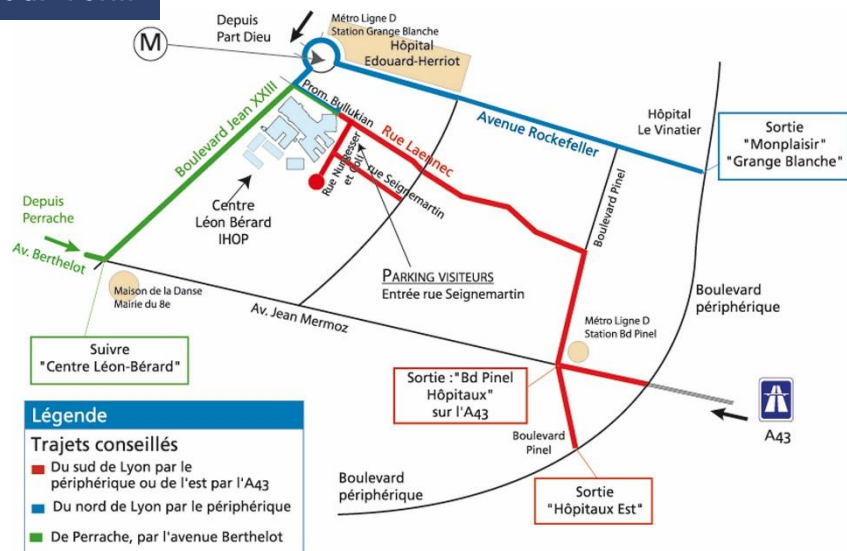 Depuis
Part Dieu
M
Métro Ligne D
Station Grange Blanche
Hôpital
Edouard-Herriot
Prom. Bullukian
Boulevard Jean XXIII
Rue Laennec
Avenue Rockefeller
Hôpital
Le Vinatier
Sortie
"Monplaisir"
"Grange Blanche"
Rue Nungesser
et Coli
rue Seignemartin
Boulevard Pinel
Centre
Léon Bérard
IHOP
Depuis
Perrache
Av. Berthelot
PARKING VISITEURS
Entrée rue Seignemartin
Boulevard
périphérique
Maison de la Danse
Mairie du 8e
Av. Jean Mermoz
Métro Ligne D
Station Bd Pinel
Suivre
"Centre Léon-Bérard"
Sortie :"Bd Pinel
Hôpitaux"
sur l'A43
A43
Boulevard
Pinel
Boulevard
périphérique
Sortie
"Hôpitaux Est"
Légende
Trajets conseillés
Du sud de Lyon par le
périphérique ou de l'est par l'A43
Du nord de Lyon par le périphérique
De Perrache, par l'avenue Berthelot